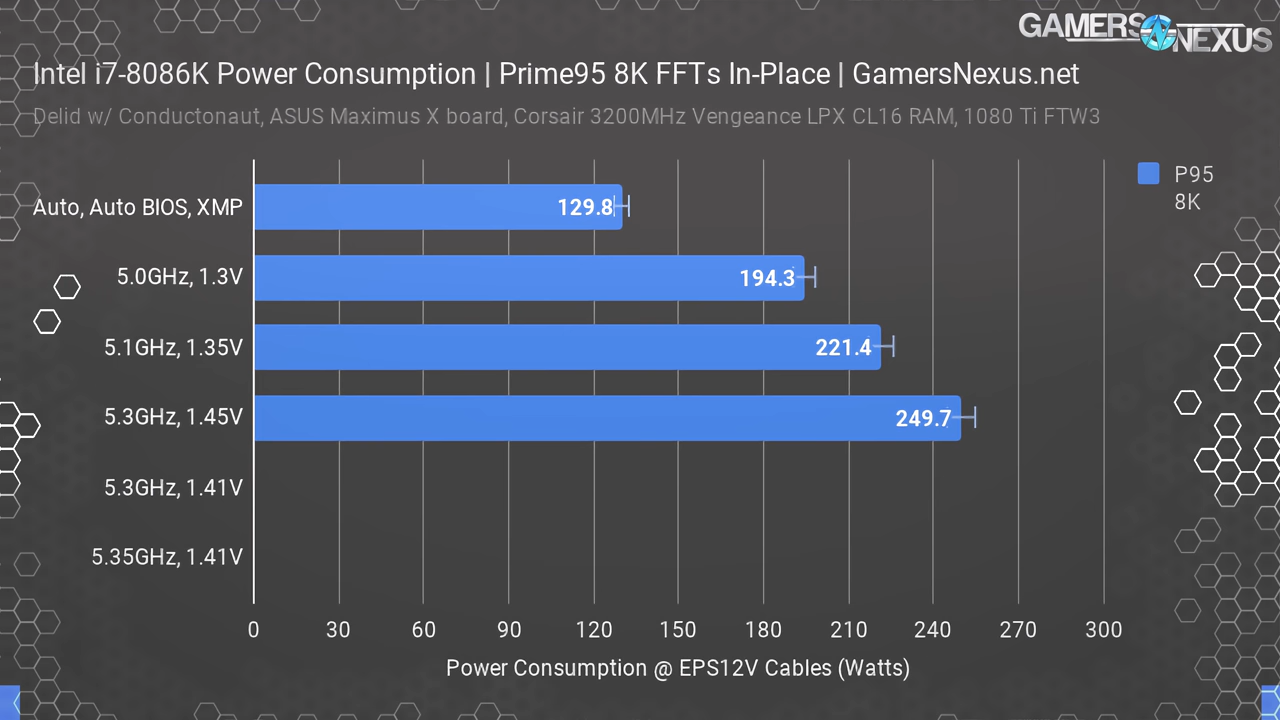 GAMERS NEXUS
Intel i7-8086K Power Consumption | Prime95 8K FFTs In-Place | GamersNexus.net
Delid w/ Conductonaut, ASUS Maximus X board, Corsair 3200MHz Vengeance LPX CL16 RAM, 1080 Ti FTW3
P95
8K
Auto, Auto BIOS, XMP
129.8
5.0GHz, 1.3V
194.3
5.1GHz, 1.35V
221.4
5.3GHz, 1.45V
249.7
5.3GHz, 1.41V
5.35GHz, 1.41V
0 30 60 90 120 150 180 210 240 270 300
Power Consumption @ EPS12V Cables (Watts)